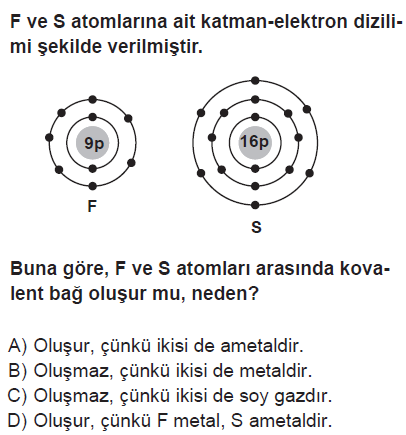 F ve S atomlarına ait katman-elektron dizili-
mi şekilde verilmiştir.
9p
16p
F
S
Buna göre, F ve S atomları arasında kova-
lent bağ oluşur mu, neden?
A) Oluşur, çünkü ikisi de ametaldir.
B) Oluşmaz, çünkü ikisi de metaldir.
C) Oluşmaz, çünkü ikisi de soy gazdır.
D) Oluşur, çünkü F metal, S ametaldir.